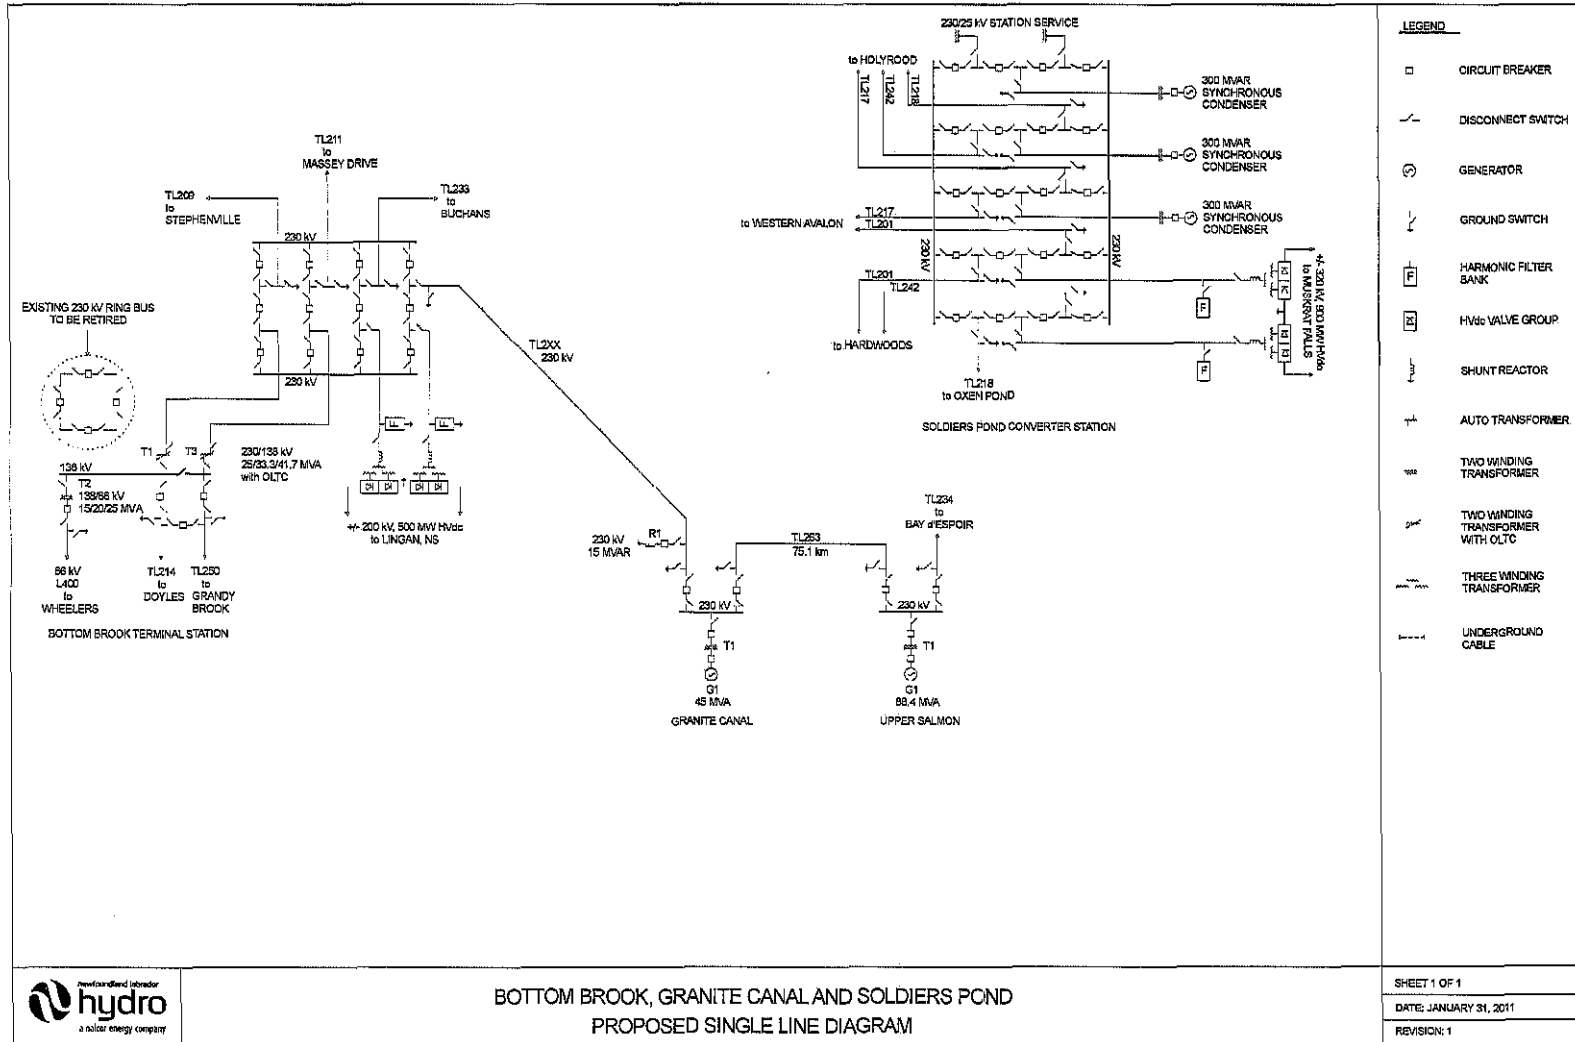 230/25 kV STATION SERVICE
to HOLYROOD
TL217
TL242
TL218
300 MVAR
SYNCHRONOUS
CONDENSER
300 MVAR
SYNCHRONOUS
CONDENSER
300 MVAR
SYNCHRONOUS
CONDENSER
to WESTERN AVALON
TL217
TL201
230 kV
230 kV
TL201
TL242
to HARDWOODS
TL218
to OXEN POND
F
F
+/- 320 kV, 900 MW HVdc
to MUSKRAT FALLS
SOLDIERS POND CONVERTER STATION
TL211
to
MASSEY DRIVE
TL209
to
STEPHENVILLE
TL233
to
BUCHANS
230 kV
230 kV
EXISTING 230 kV RING BUS
TO BE RETIRED
TL2XX
230 kV
T1
T3
230/138 kV
25/33.3/41.7 MVA
with OLTC
138 kV
T2
138/66 kV
15/20/25 MVA
F
F
+/- 200 kV, 500 MW HVdc
to LINGAN, NS
66 kV
L400
to
WHEELERS
TL214
to
DOYLES
TL250
to
GRANDY
BROOK
BOTTOM BROOK TERMINAL STATION
230 kV
15 MVAR
R1
TL263
75.1 km
TL234
to
BAY d'ESPOIR
230 kV
T1
G1
45 MVA
GRANITE CANAL
230 kV
T1
G1
88.4 MVA
UPPER SALMON
LEGEND
CIRCUIT BREAKER
DISCONNECT SWITCH
GENERATOR
GROUND SWITCH
F
HARMONIC FILTER
BANK
HVdc VALVE GROUP
SHUNT REACTOR
AUTO TRANSFORMER
TWO WINDING
TRANSFORMER
TWO WINDING
TRANSFORMER
WITH OLTC
THREE WINDING
TRANSFORMER
UNDERGROUND
CABLE
newfoundland labrador
hydro
a nalcor energy company
BOTTOM BROOK, GRANITE CANAL AND SOLDIERS POND
PROPOSED SINGLE LINE DIAGRAM
SHEET 1 OF 1
DATE: JANUARY 31, 2011
REVISION: 1